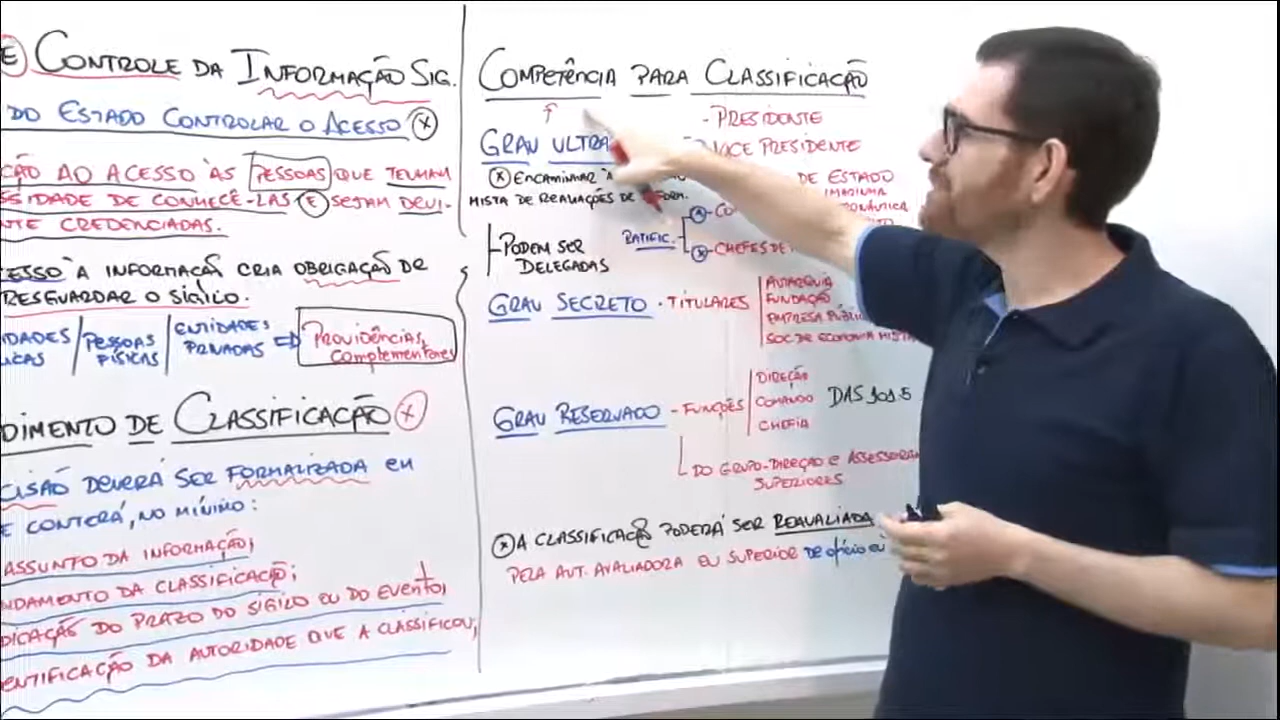 E CONTROLE DA INFORMAÇÃO SIG.
DO ESTADO CONTROLAR O ACESSO
ÇÃO AO ACESSO ÀS PESSOAS QUE TENHAM
SSIDADE DE CONHECÊ-LAS E SEJAM DEVI-
NTE CREDENCIADAS.
CESSO À INFORMAÇÃO CRIA OBRIGAÇÃO DE
RESGUARDAR O SIGILO.
IDADES
LICAS
PESSOAS
FÍSICAS
ENTIDADES
PRIVADAS
PROVIDÊNCIAS
COMPLEMENTARES
DIMENTO DE CLASSIFICAÇÃO
CISÃO DEVERÁ SER FORMALIZADA EM
E CONTERÁ, NO MÍNIMO:
ASSUNTO DA INFORMAÇÃO;
NDAMENTO DA CLASSIFICAÇÃO;
DICAÇÃO DO PRAZO DO SIGILO OU DO EVENTO;
ENTIFICAÇÃO DA AUTORIDADE QUE A CLASSIFICOU;
COMPETÊNCIA PARA CLASSIFICAÇÃO
GRAU ULTRA
- PRESIDENTE
VICE PRESIDENTE
DE ESTADO
ENCAMINHAR À
MISTA DE REAVALIAÇÕES DE
RATIFIC.
CO
CHEFES DE
PODEM SER
DELEGADAS
GRAU SECRETO - TITULARES
AUTARQUIA
FUNDAÇÃO
EMPRESA PÚBLI
SOC. DE ECONOMIA MISTA
GRAU RESERVADO - FUNÇÕES
DIREÇÃO
COMANDO
CHEFIA
DAS 101.5
DO GRUPO-DIREÇÃO E ASSESSORAM
SUPERIORES
A CLASSIFICAÇÃO PODERÁ SER REAVALIADA
PELA AUT. AVALIADORA OU SUPERIOR DE OFÍCIO OU